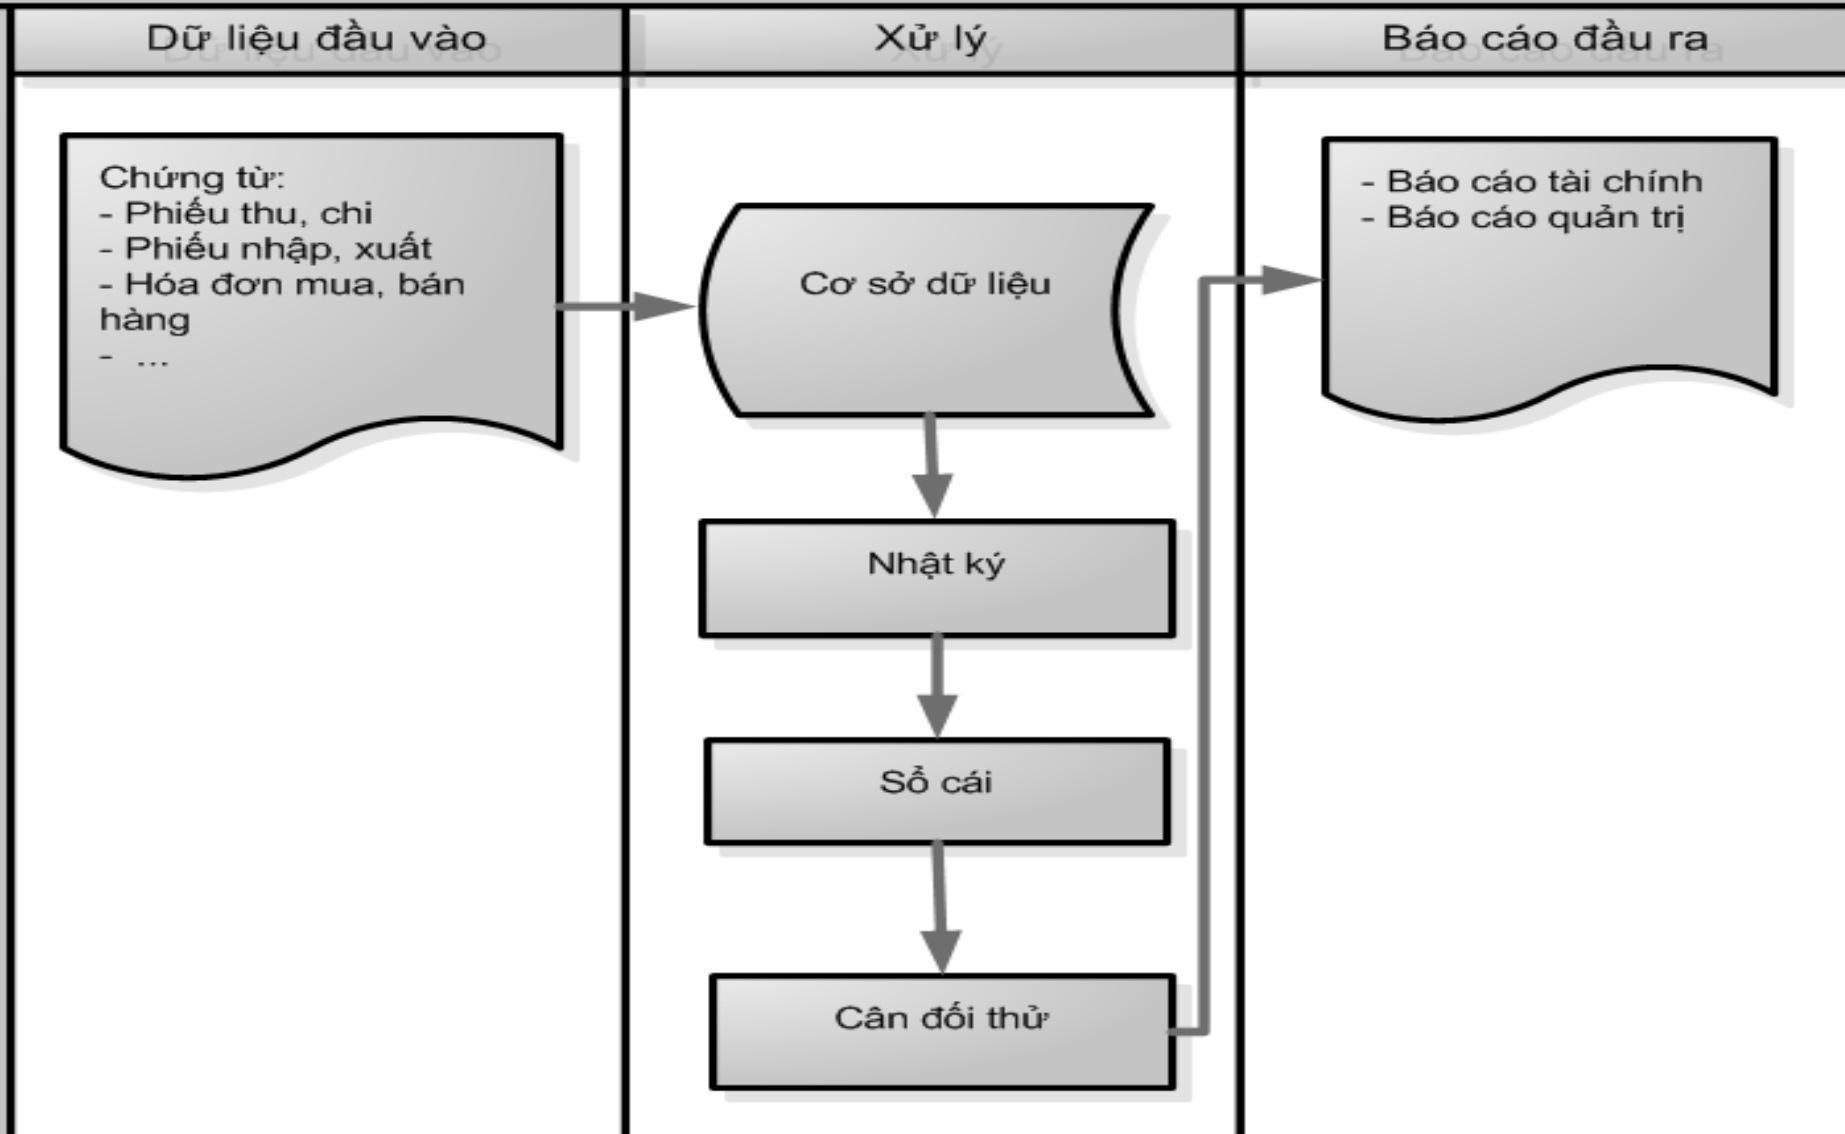 Dữ liệu đầu vào
Xử lý
Báo cáo đầu ra
Chứng từ:
- Phiếu thu, chi
- Phiếu nhập, xuất
- Hóa đơn mua, bán
hàng
- ...
Cơ sở dữ liệu
Nhật ký
Sổ cái
Cân đối thử
- Báo cáo tài chính
- Báo cáo quản trị